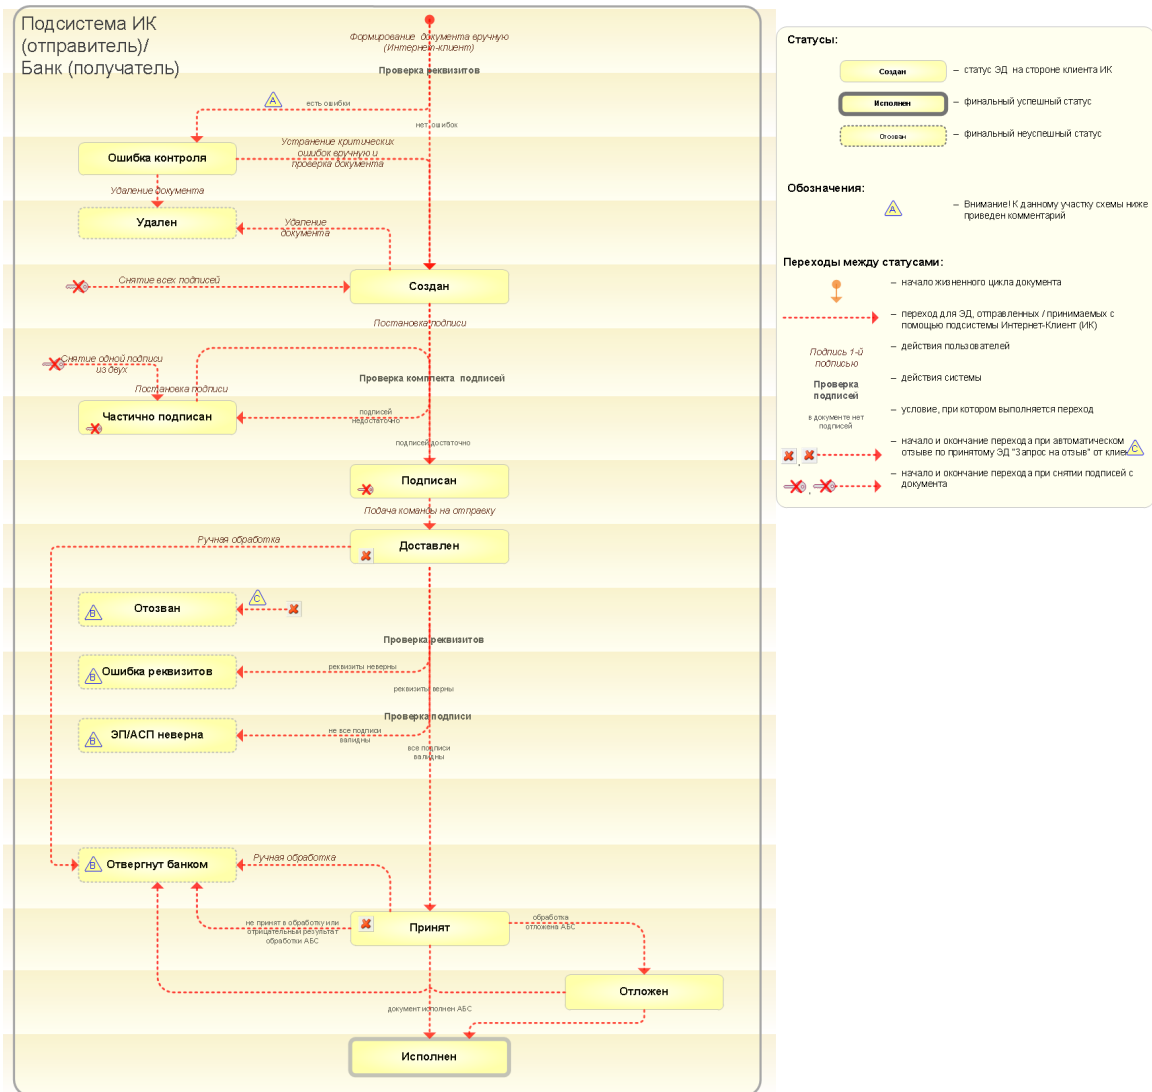 Подсистема ИК
(отправитель)/
Банк (получатель)
Формирование документа вручную
(Интернет-клиент)
Проверка реквизитов
A
есть ошибки
нет ошибок
Ошибка контроля
Устранение критических
ошибок вручную и
проверка документа
Удаление документа
Удален
Удаление
документа
Снятие всех подписей
Создан
Постановка подписи
Снятие одной подписи
из двух
Проверка комплекта подписей
Постановка подписи
Частично подписан
подписей
недостаточно
подписей достаточно
Подписан
Подача команды на отправку
Ручная обработка
Доставлен
C
B
Отозван
Проверка реквизитов
B
Ошибка реквизитов
реквизиты неверны
реквизиты верны
Проверка подписи
B
ЭП/АСП неверна
не все подписи
валидны
все подписи
валидны
B
Отвергнут банком
Ручная обработка
не принят в обработку или
отрицательный результат
обработки АБС
Принят
обработка
отложена АБС
Отложен
документ исполнен АБС
Исполнен
Статусы:
Создан
– статус ЭД на стороне клиента ИК
Исполнен
– финальный успешный статус
Отозван
– финальный неуспешный статус
Обозначения:
A
– Внимание! К данному участку схемы ниже
приведен комментарий
Переходы между статусами:
– начало жизненного цикла документа
– переход для ЭД, отправленных / принимаемых с
помощью подсистемы Интернет-Клиент (ИК)
Подпись 1-й
подписью
– действия пользователей
Проверка
подписей
– действия системы
в документе нет
подписей
– условие, при котором выполняется переход
,
– начало и окончание перехода при автоматическом
отзыве по принятому ЭД "Запрос на отзыв" от клиен
C
,
– начало и окончание перехода при снятии подписей с
документа